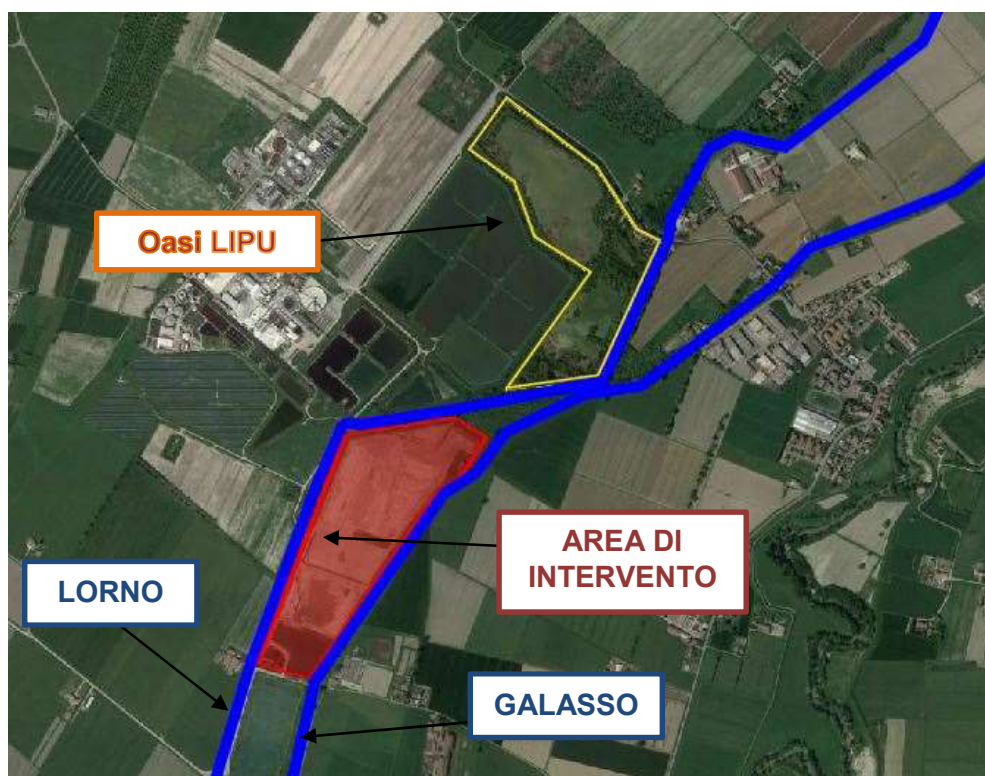 Oasi LIPU
AREA DI
INTERVENTO
LORNO
GALASSO